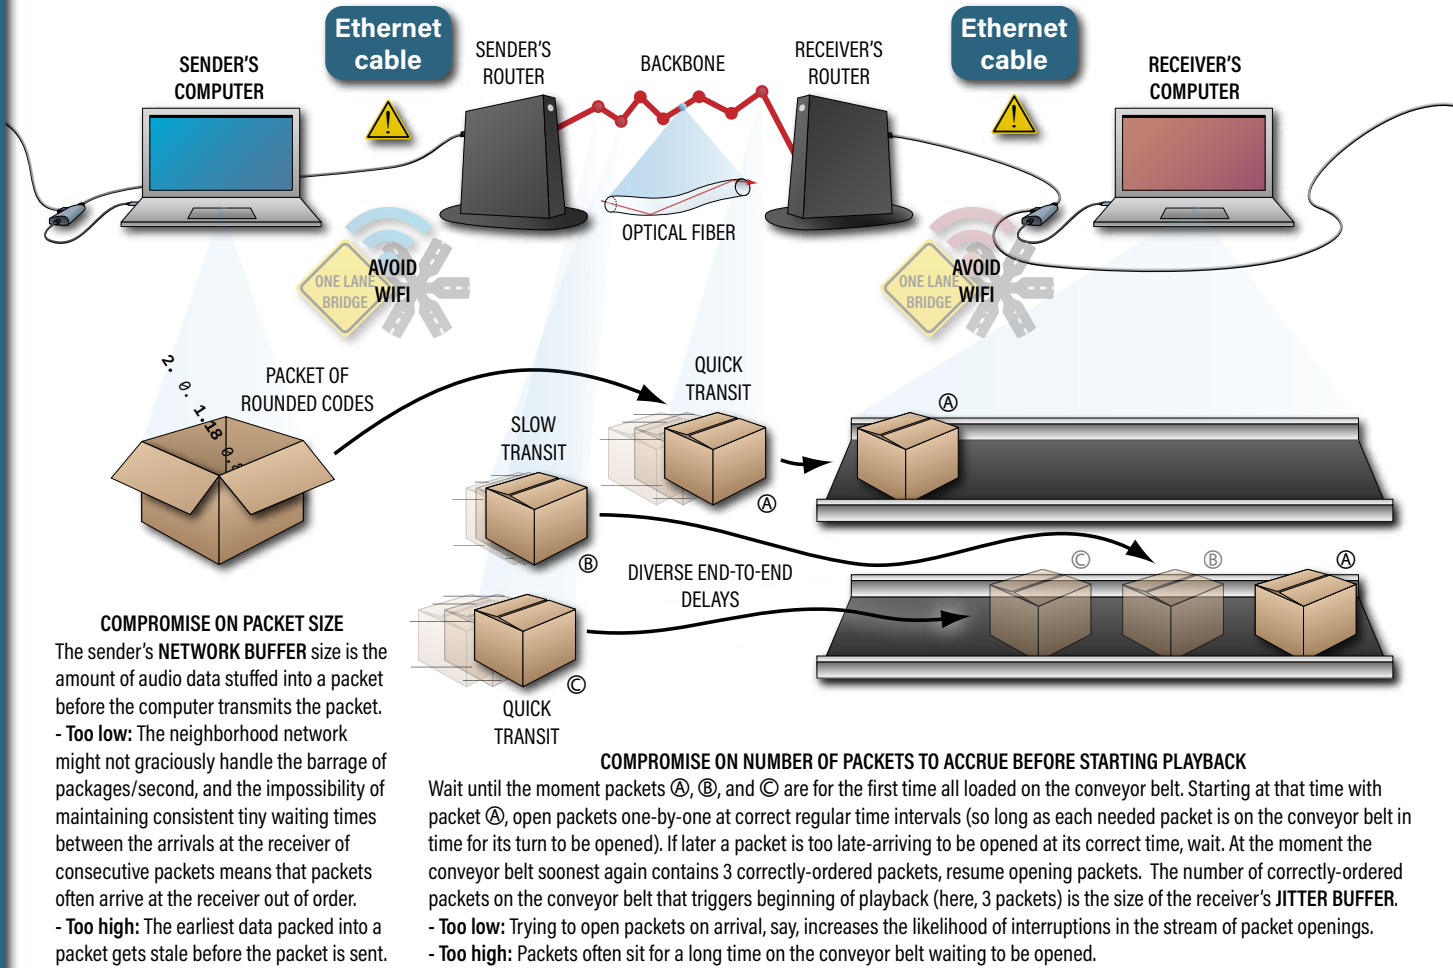 Ethernet
cable
Ethernet
cable
SENDER'S
COMPUTER
SENDER'S
ROUTER
BACKBONE
RECEIVER'S
ROUTER
RECEIVER'S
COMPUTER
OPTICAL FIBER
AVOID
WIFI
ONE LANE
BRIDGE
AVOID
WIFI
ONE LANE
BRIDGE
2. 0. 1.18 0.
PACKET OF
ROUNDED CODES
SLOW
TRANSIT
QUICK
TRANSIT
Ⓐ
Ⓐ
Ⓑ
DIVERSE END-TO-END
DELAYS
Ⓒ
Ⓑ
Ⓐ
Ⓒ
QUICK
TRANSIT
COMPROMISE ON PACKET SIZE
The sender's NETWORK BUFFER size is the
amount of audio data stuffed into a packet
before the computer transmits the packet.
- Too low: The neighborhood network
might not graciously handle the barrage of
packages/second, and the impossibility of
maintaining consistent tiny waiting times
between the arrivals at the receiver of
consecutive packets means that packets
often arrive at the receiver out of order.
- Too high: The earliest data packed into a
packet gets stale before the packet is sent.
COMPROMISE ON NUMBER OF PACKETS TO ACCRUE BEFORE STARTING PLAYBACK
Wait until the moment packets Ⓐ, Ⓑ, and Ⓒ are for the first time all loaded on the conveyor belt. Starting at that time with
packet Ⓐ, open packets one-by-one at correct regular time intervals (so long as each needed packet is on the conveyor belt in
time for its turn to be opened). If later a packet is too late-arriving to be opened at its correct time, wait. At the moment the
conveyor belt soonest again contains 3 correctly-ordered packets, resume opening packets. The number of correctly-ordered
packets on the conveyor belt that triggers beginning of playback (here, 3 packets) is the size of the receiver's JITTER BUFFER.
- Too low: Trying to open packets on arrival, say, increases the likelihood of interruptions in the stream of packet openings.
- Too high: Packets often sit for a long time on the conveyor belt waiting to be opened.